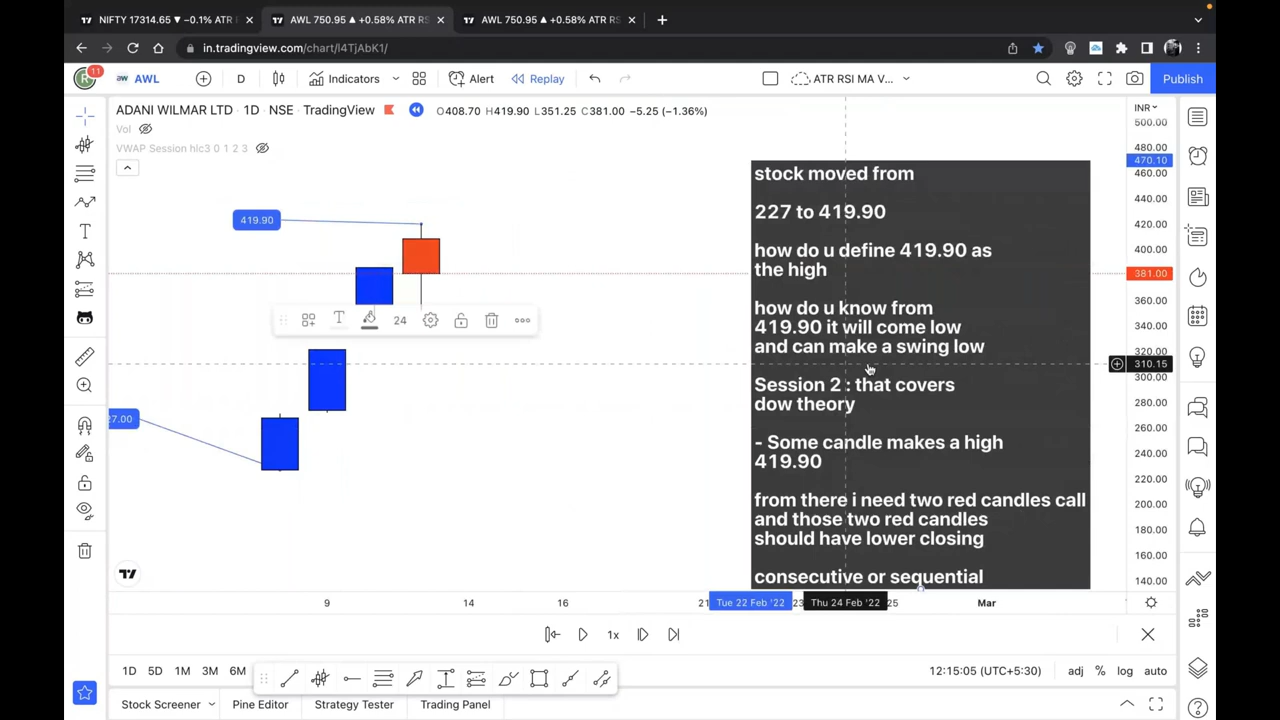 NIFTY 17314.65 ▼ −0.1% ATR
AWL 750.95 ▲ +0.58% ATR RS
AWL 750.95 ▲ +0.58% ATR RS
in.tradingview.com/chart/l4TjAbK1/
R 11
AWL
D
Indicators
Alert
Replay
ATR RSI MA V...
Publish
ADANI WILMAR LTD · 1D · NSE · TradingView
O408.70 H419.90 L351.25 C381.00 −5.25 (−1.36%)
Vol
VWAP Session hlc3 0 1 2 3
INR
500.00
480.00
470.10
460.00
440.00
420.00
400.00
381.00
360.00
340.00
320.00
310.15
300.00
280.00
260.00
240.00
220.00
200.00
180.00
160.00
140.00
419.90
24
27.00
stock moved from
227 to 419.90
how do u define 419.90 as
the high
how do u know from
419.90 it will come low
and can make a swing low
Session 2 : that covers
dow theory
- Some candle makes a high
419.90
from there i need two red candles call
and those two red candles
should have lower closing
consecutive or sequential
9
14
16
21
Tue 22 Feb '22
23
Thu 24 Feb '22
25
Mar
1x
1D
5D
1M
3M
6M
12:15:05 (UTC+5:30)
adj
%
log
auto
Stock Screener
Pine Editor
Strategy Tester
Trading Panel